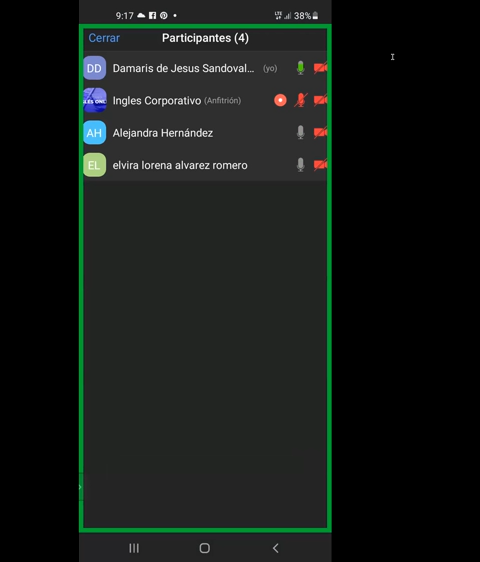 9:17 LTE 38%
Cerrar Participantes (4)
DD Damaris de Jesus Sandoval... (yo)
Ingles Corporativo (Anfitrión)
AH Alejandra Hernández
EL elvira lorena alvarez romero